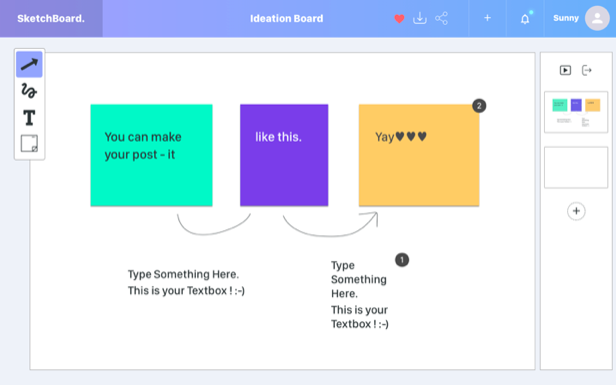 SketchBoard.
Ideation Board
+
Sunny
T
2
You can make
your post - it
like this.
Yay♥♥♥
+
1
Type Something Here.
This is your Textbox ! :-)
Type
Something
Here.
This is your
Textbox ! :-)